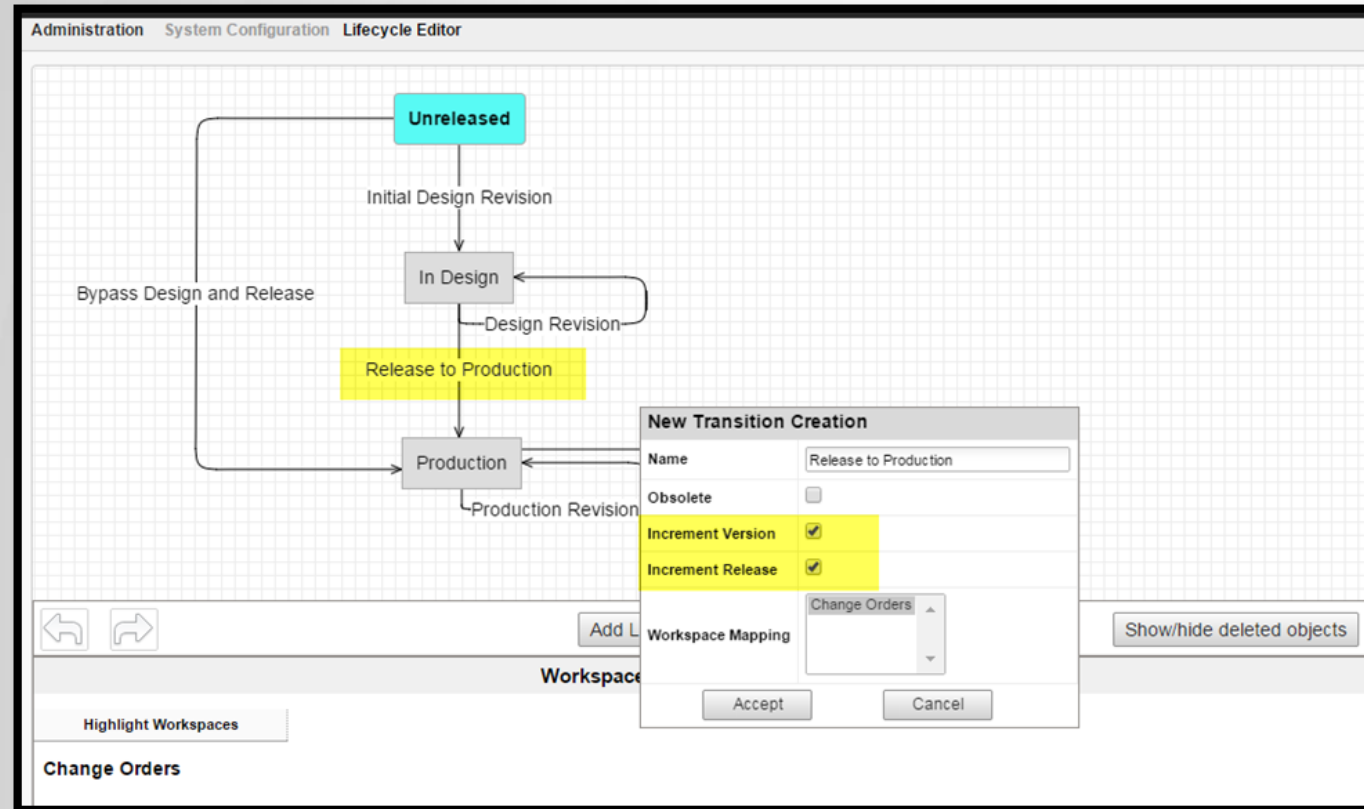 Administration System Configuration Lifecycle Editor
Unreleased
Initial Design Revision
In Design
Bypass Design and Release
Design Revision
Release to Production
Production
Production Revision
New Transition Creation
Name Release to Production
Obsolete
Increment Version
Increment Release
Workspace Mapping Change Orders
Accept Cancel
Add L
Show/hide deleted objects
Workspace
Highlight Workspaces
Change Orders